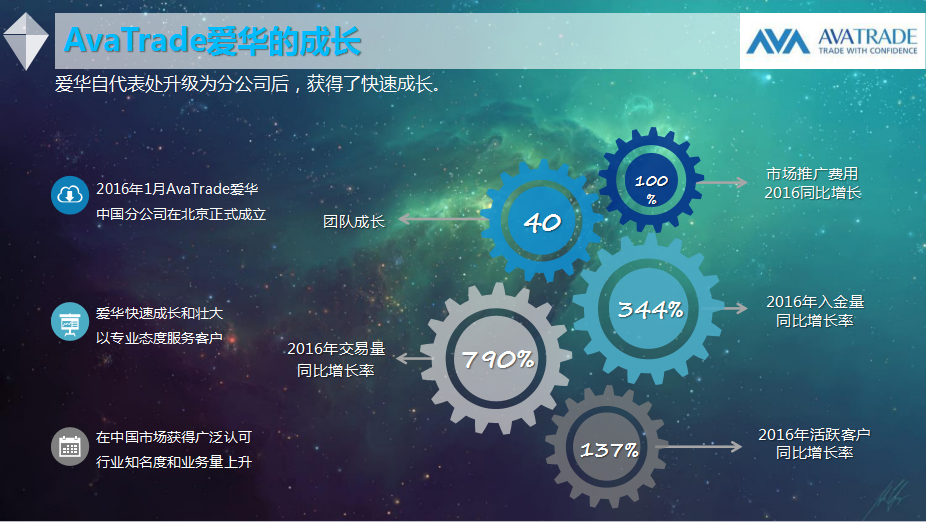 AvaTrade爱华的成长
AVA AVATRADE
TRADE WITH CONFIDENCE
爱华自代表处升级为分公司后，获得了快速成长。
2016年1月AvaTrade爱华
中国分公司在北京正式成立
爱华快速成长和壮大
以专业态度服务客户
在中国市场获得广泛认可
行业知名度和业务量上升
团队成长
40
100
%
市场推广费用
2016同比增长
344%
2016年入金量
同比增长率
2016年交易量
同比增长率
790%
137%
2016年活跃客户
同比增长率